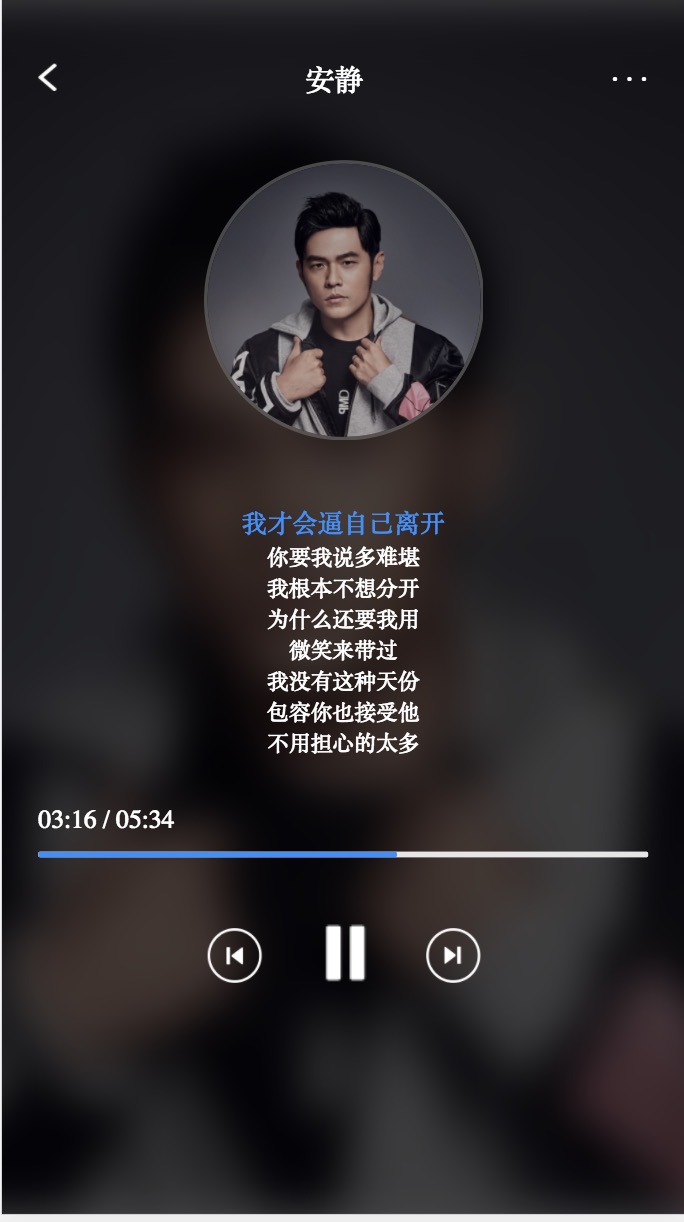 安静
我才会逼自己离开
你要我说多难堪
我根本不想分开
为什么还要我用
微笑来带过
我没有这种天份
包容你也接受他
不用担心的太多
03:16 / 05:34